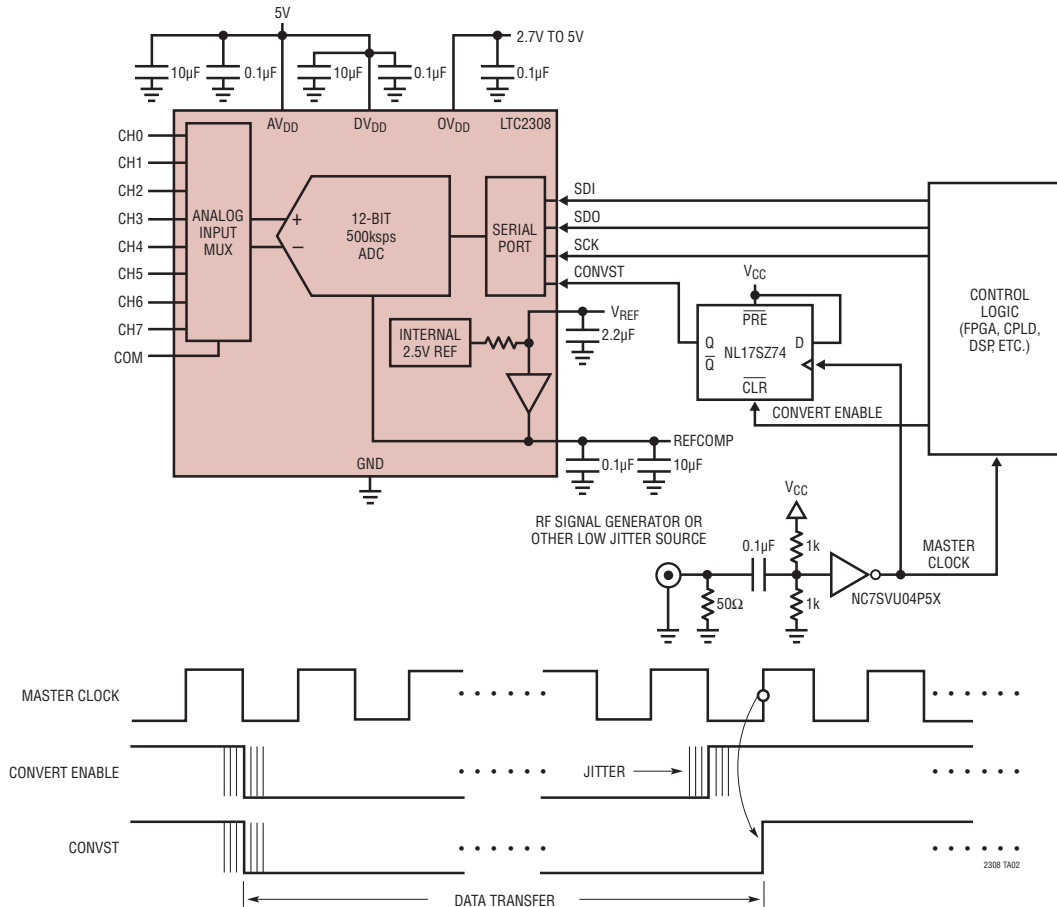 5V
2.7V TO 5V
10µF
0.1µF
10µF
0.1µF
0.1µF
AVDD
DVDD
OVDD
LTC2308
CH0
CH1
CH2
CH3
CH4
CH5
CH6
CH7
COM
ANALOG
INPUT
MUX
+
–
12-BIT
500ksps
ADC
SERIAL
PORT
SDI
SDO
SCK
CONVST
INTERNAL
2.5V REF
VREF
2.2µF
GND
REFCOMP
0.1µF
10µF
VCC
PRE
Q
D
NL17SZ74
Q
CLR
CONVERT ENABLE
CONTROL
LOGIC
(FPGA, CPLD,
DSP, ETC.)
RF SIGNAL GENERATOR OR
OTHER LOW JITTER SOURCE
VCC
0.1µF
1k
50Ω
1k
NC7SVU04P5X
MASTER
CLOCK
MASTER CLOCK
CONVERT ENABLE
JITTER
CONVST
DATA TRANSFER
2308 TA02